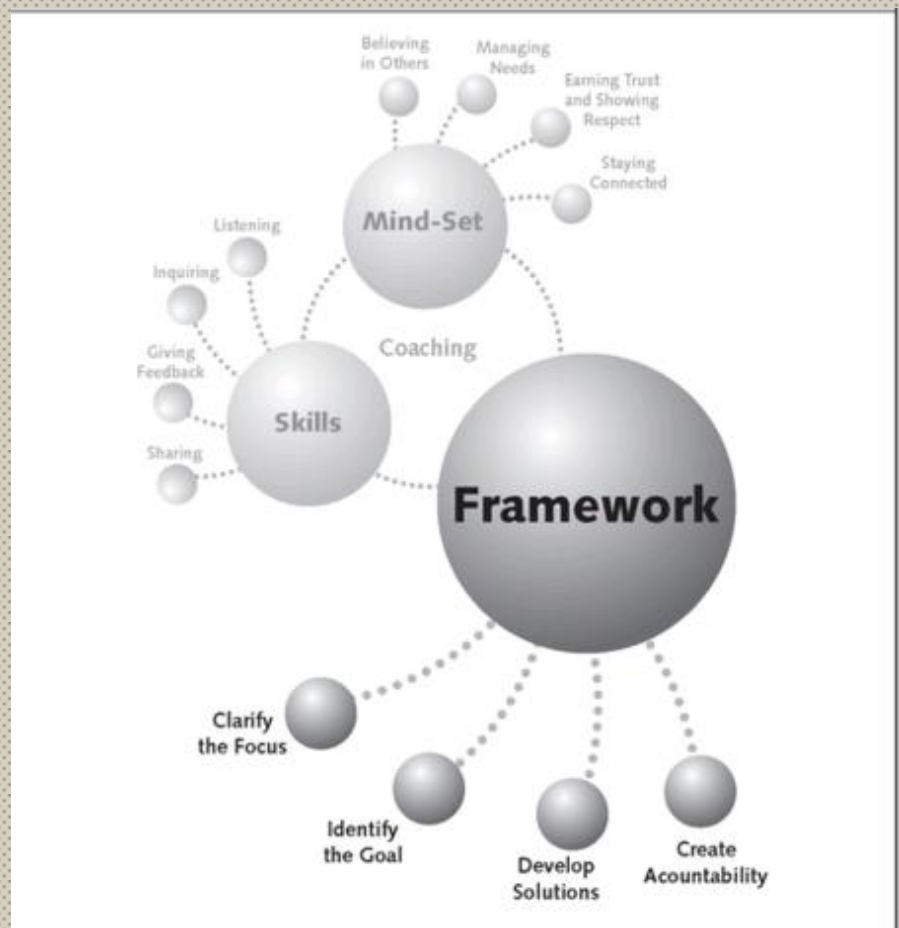 Believing
in Others
Managing
Needs
Earning Trust
and Showing
Respect
Staying
Connected
Mind-Set
Listening
Inquiring
Giving
Feedback
Sharing
Coaching
Skills
Framework
Clarify
the Focus
Identify
the Goal
Develop
Solutions
Create
Acountability